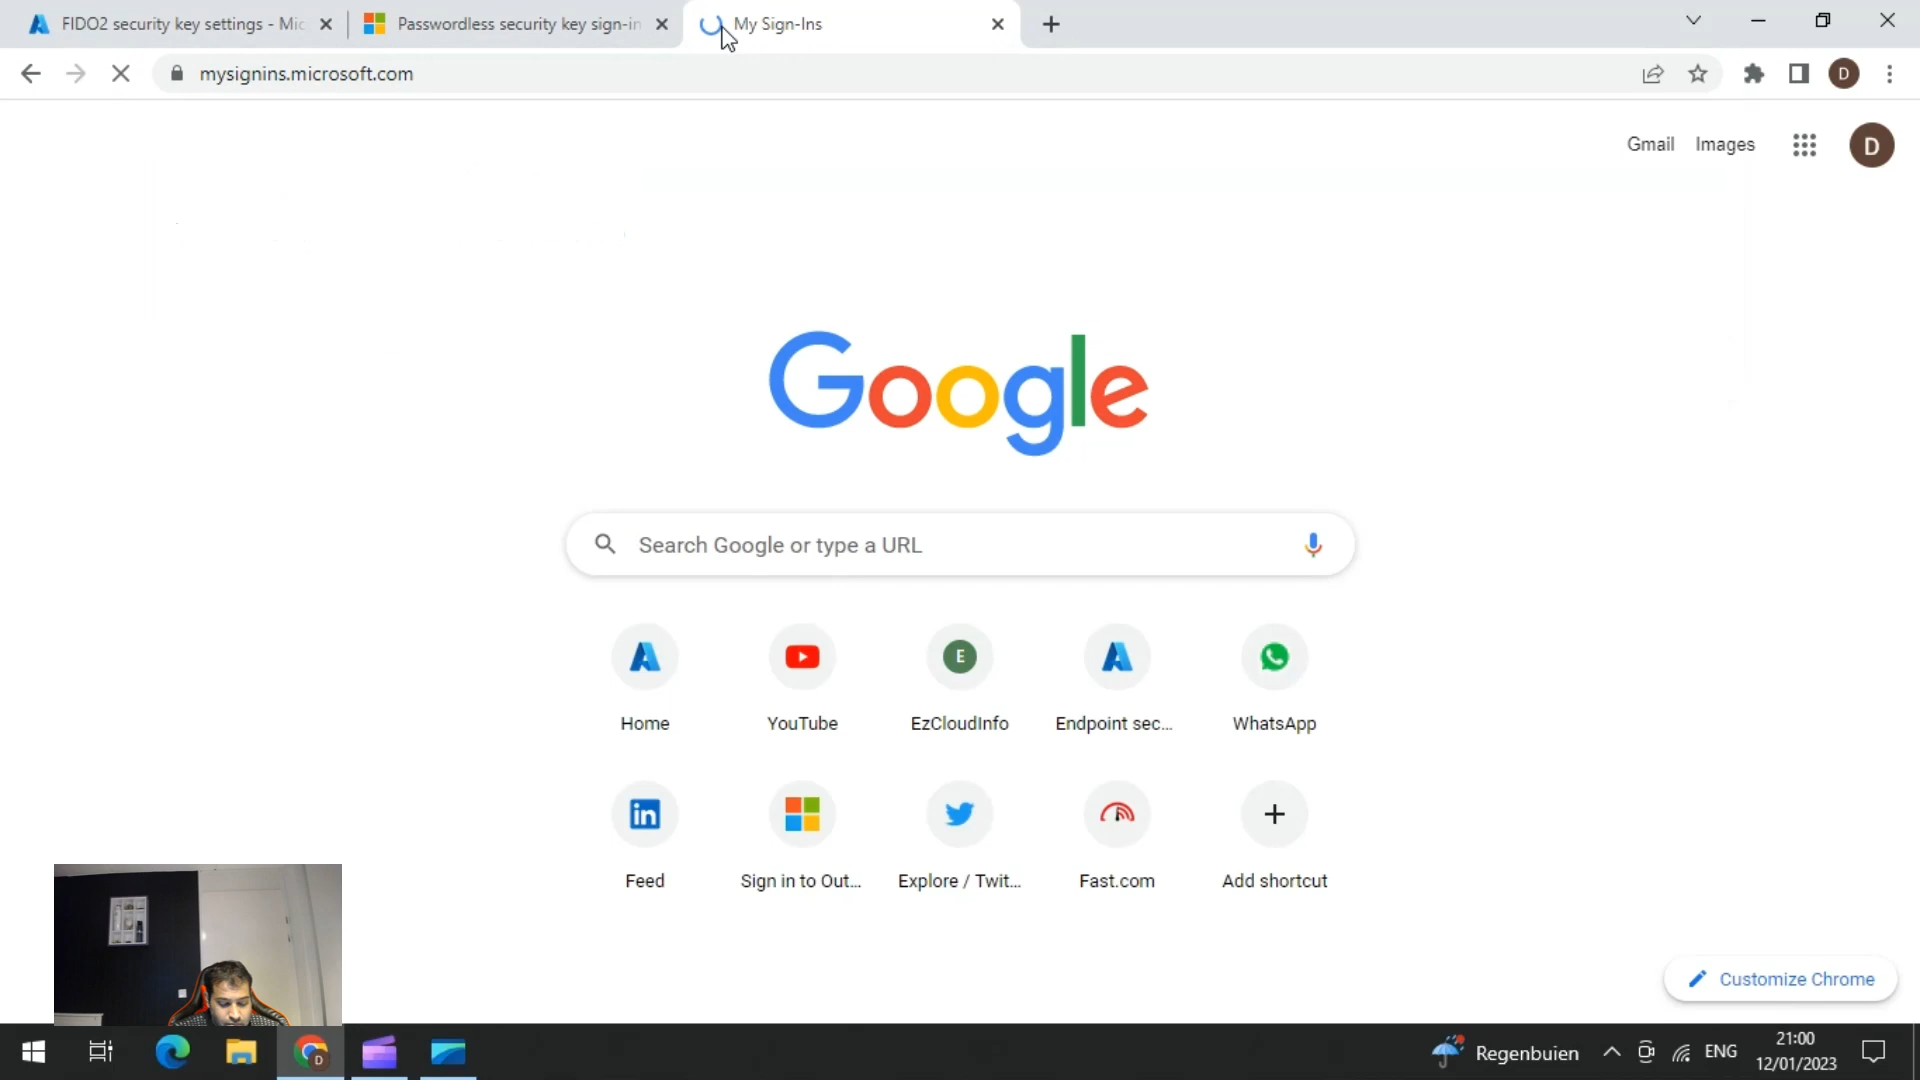 FIDO2 security key settings - Mic
Passwordless security key sign-in
My Sign-Ins
mysignins.microsoft.com
D
Gmail
Images
D
Google
Search Google or type a URL
E
Home
YouTube
EzCloudInfo
Endpoint sec...
WhatsApp
in
Feed
Sign in to Out...
Explore / Twit...
Fast.com
Add shortcut
Customize Chrome
D
Regenbuien
ENG
21:00
12/01/2023